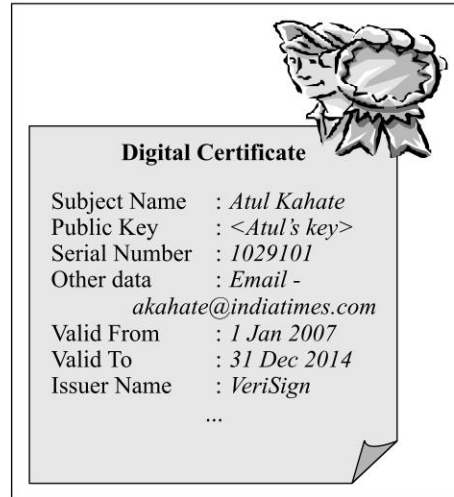 Digital Certificate
Subject Name : Atul Kahate
Public Key : <Atul's key>
Serial Number : 1029101
Other data : Email -
akahate@indiatimes.com
Valid From : 1 Jan 2007
Valid To : 31 Dec 2014
Issuer Name : VeriSign
...